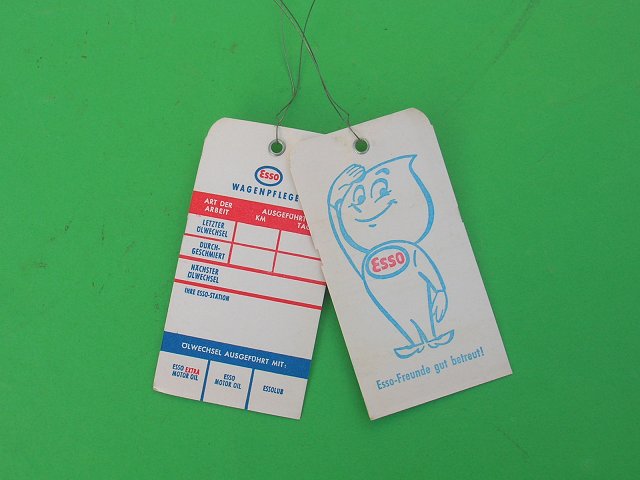 Esso
WAGENPFLEGE
ART DER ARBEIT
AUSGEFÜHRT
KM
LETZTER ÖLWECHSEL
DURCH-
GESCHMIERT
NÄCHSTER ÖLWECHSEL
IHRE ESSO-STATION
ÖLWECHSEL AUSGEFÜHRT MIT:
ESSO EXTRA MOTOR OIL
ESSO MOTOR OIL
ESSOLUB
ESSO
Esso-Freunde gut betreut!